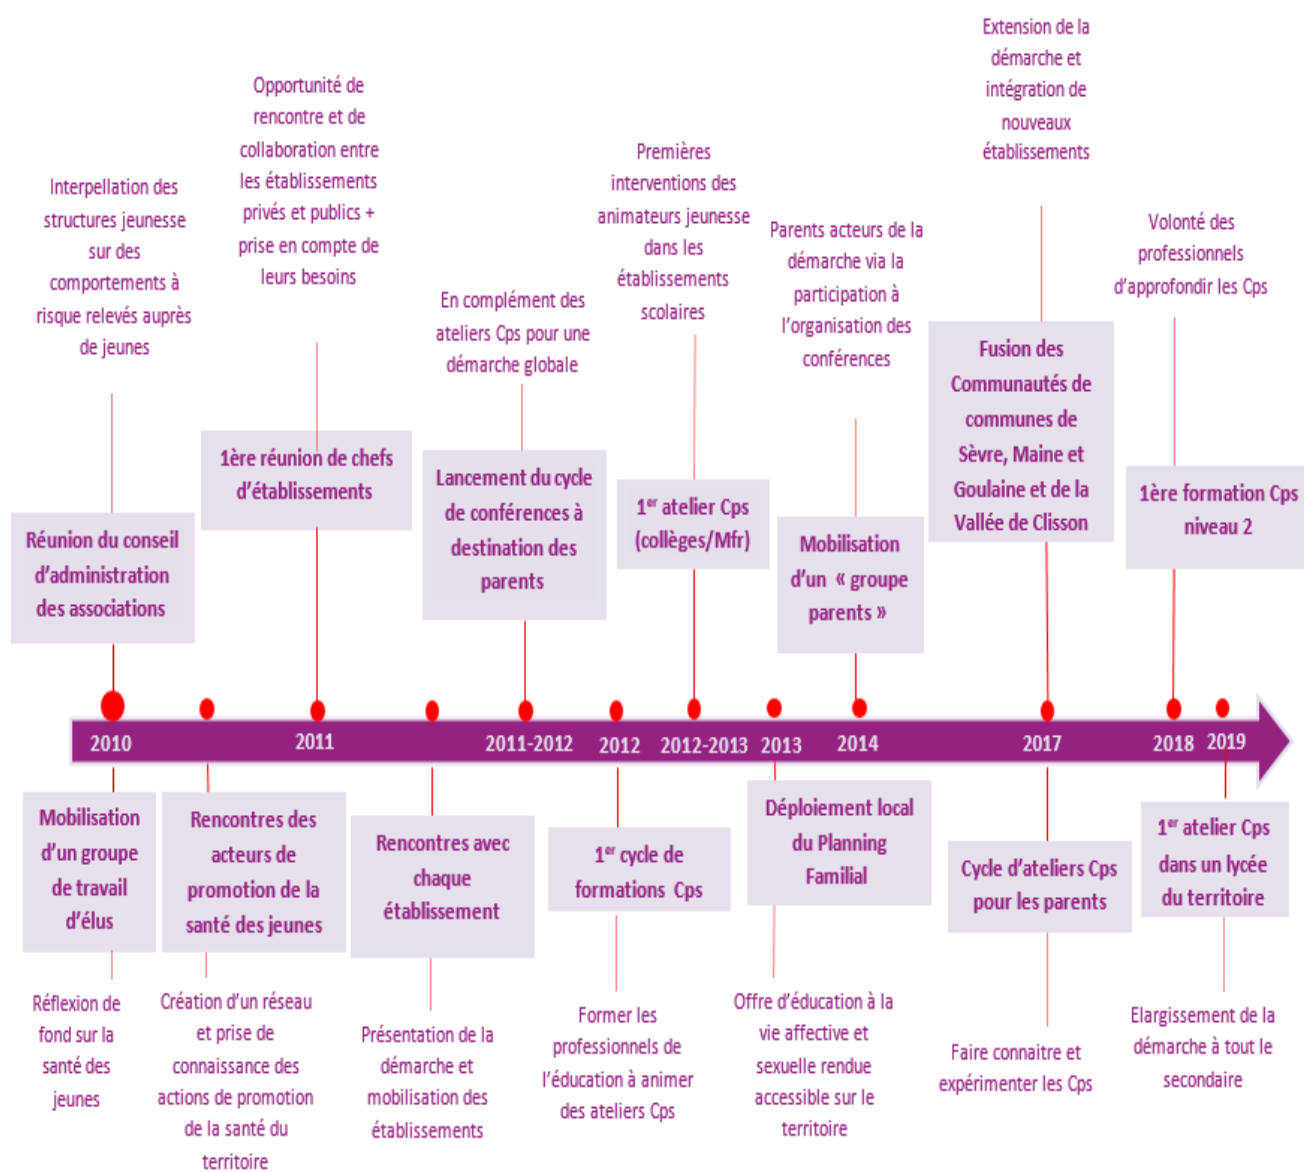 Interpellation des
structures jeunesse
sur des
comportements à
risque relevés auprès
de jeunes
Réunion du conseil
d'administration
des associations
Opportunité de
rencontre et de
collaboration entre
les établissements
privés et publics +
prise en compte de
leurs besoins
1ère réunion de chefs
d'établissements
En complément des
ateliers Cps pour une
démarche globale
Lancement du cycle
de conférences à
destination des
parents
Premières
interventions des
animateurs jeunesse
dans les
établissements
scolaires
1er atelier Cps
(collèges/Mfr)
Parents acteurs de la
démarche via la
participation à
l'organisation des
conférences
Mobilisation
d'un « groupe
parents »
Extension de la
démarche et
intégration de
nouveaux
établissements
Fusion des
Communautés de
communes de
Sèvre, Maine et
Goulaine et de la
Vallée de Clisson
Volonté des
professionnels
d'approfondir les Cps
1ère formation Cps
niveau 2
2010
2011
2011-2012
2012
2012-2013
2013
2014
2017
2018
2019
Mobilisation
d'un groupe
de travail
d'élus
Réflexion de
fond sur la
santé des
jeunes
Rencontres des
acteurs de
promotion de la
santé des jeunes
Création d'un réseau
et prise de
connaissance des
actions de promotion
de la santé du
territoire
Rencontres avec
chaque
établissement
Présentation de la
démarche et
mobilisation des
établissements
1er cycle de
formations Cps
Former les
professionnels de
l'éducation à animer
des ateliers Cps
Déploiement local
du Planning
Familial
Offre d'éducation à la
vie affective et
sexuelle rendue
accessible sur le
territoire
Cycle d'ateliers Cps
pour les parents
Faire connaitre et
expérimenter les Cps
1er atelier Cps
dans un lycée
du territoire
Elargissement de la
démarche à tout le
secondaire